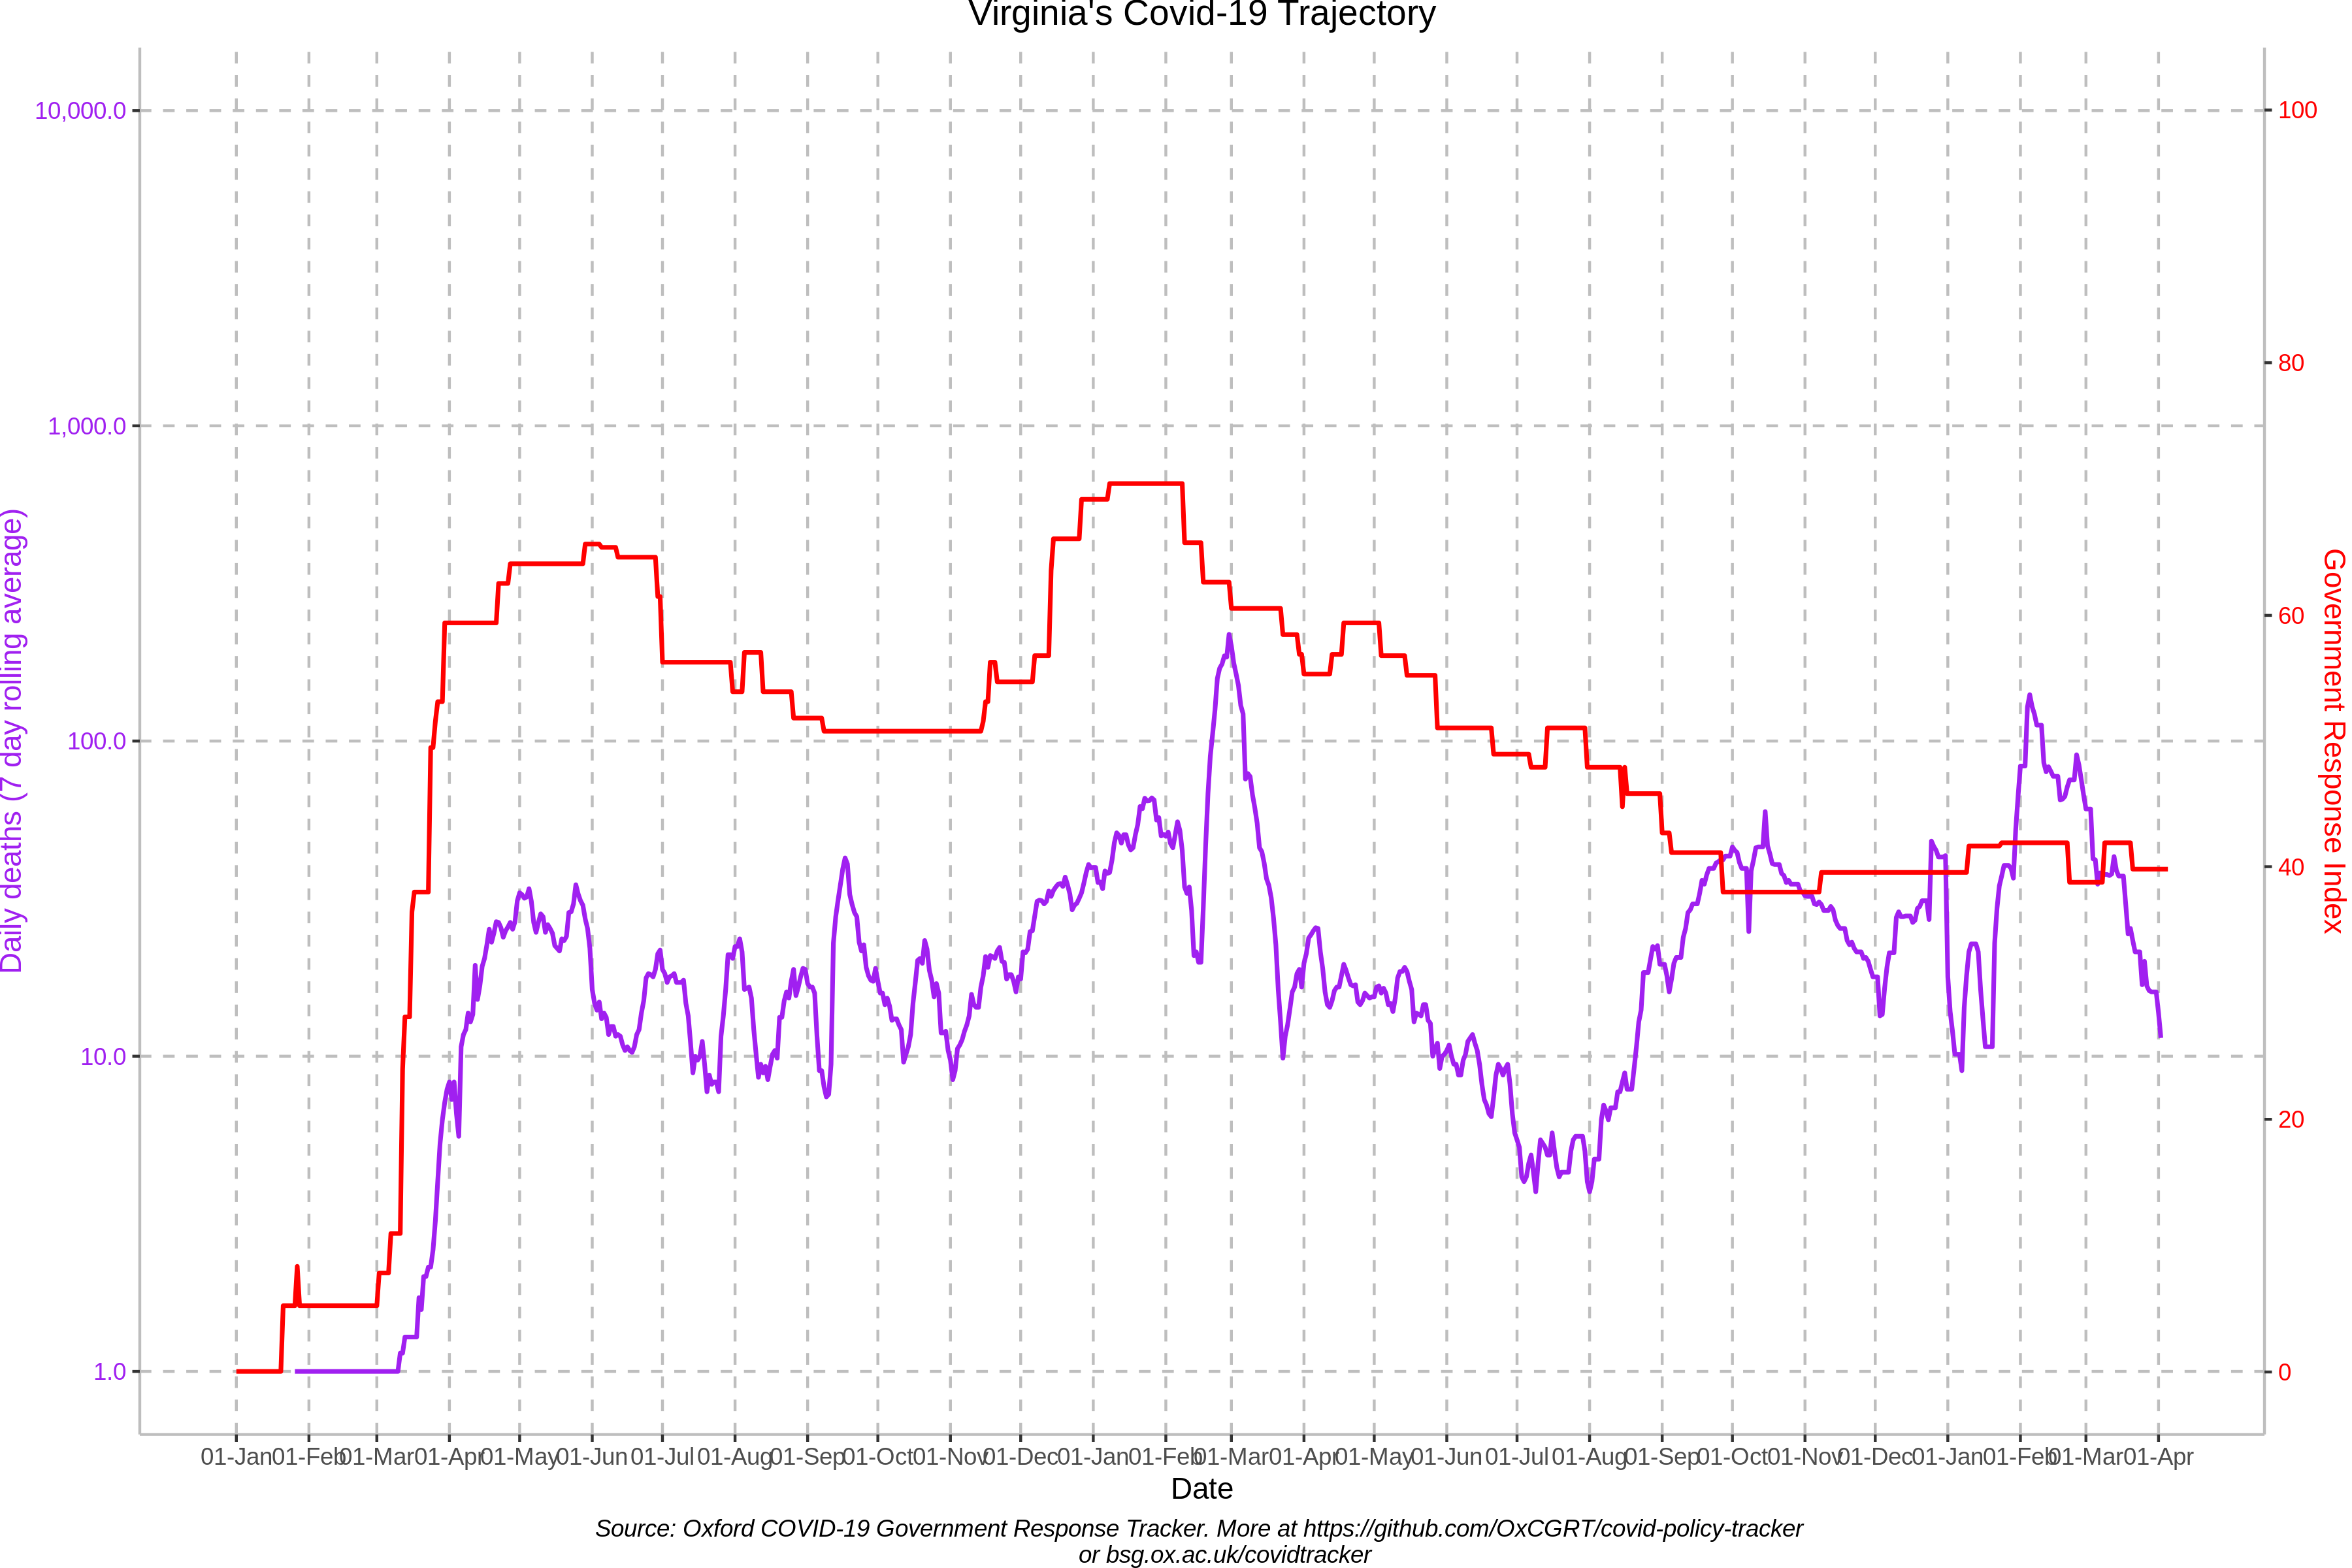 Virginia's Covid-19 Trajectory
10,000.0
1,000.0
100.0
10.0
1.0
Daily deaths (7 day rolling average)
100
80
60
40
20
0
Government Response Index
01-Jan 01-Feb 01-Mar 01-Apr 01-May 01-Jun 01-Jul 01-Aug 01-Sep 01-Oct 01-Nov 01-Dec 01-Jan 01-Feb 01-Mar 01-Apr 01-May 01-Jun 01-Jul 01-Aug 01-Sep 01-Oct 01-Nov 01-Dec 01-Jan 01-Feb 01-Mar 01-Apr
Date
Source: Oxford COVID-19 Government Response Tracker. More at https://github.com/OxCGRT/covid-policy-tracker
or bsg.ox.ac.uk/covidtracker